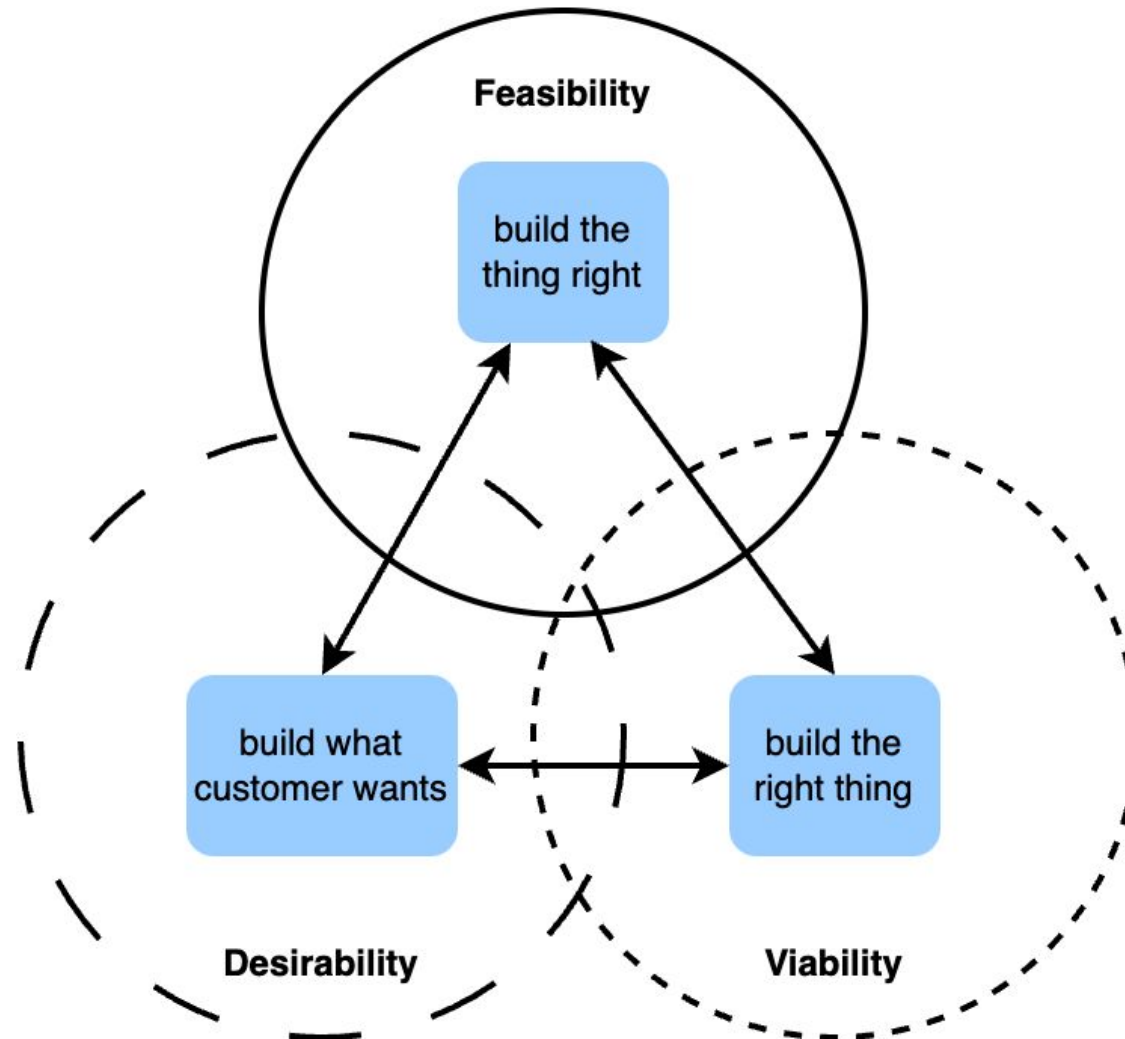 Feasibility
build the
thing right
build what
customer wants
build the
right thing
Desirability
Viability